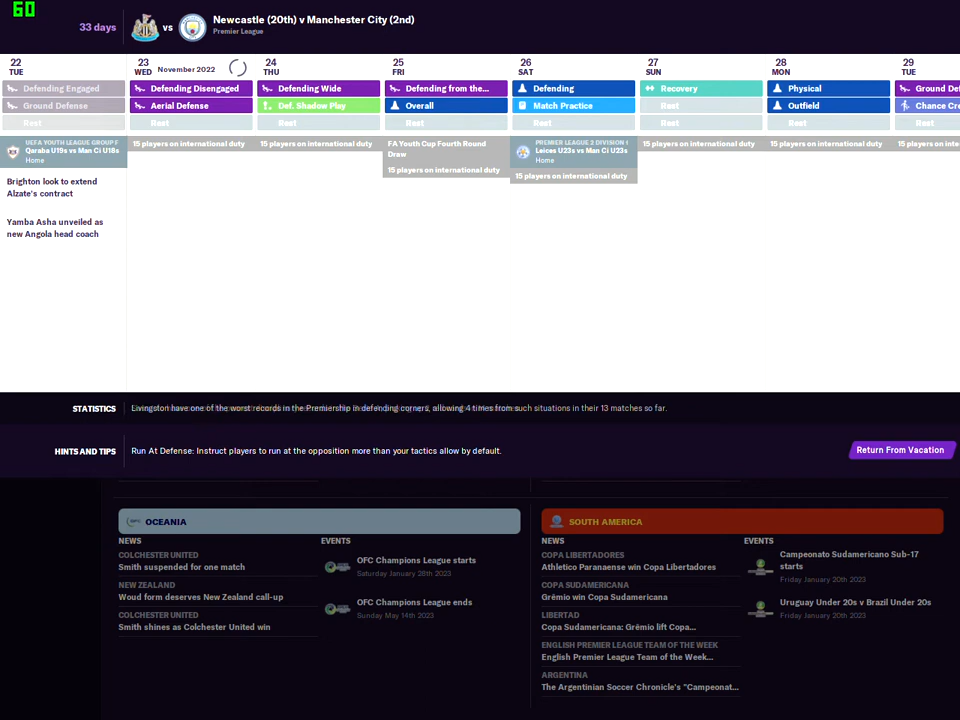 60
33 days
vs
Newcastle (20th) v Manchester City (2nd)
Premier League
22
TUE
23
WED
November 2022
24
THU
25
FRI
26
SAT
27
SUN
28
MON
29
TUE
Defending Engaged
Defending Disengaged
Defending Wide
Defending from the...
Defending
Recovery
Physical
Ground Def
Ground Defense
Aerial Defense
Def. Shadow Play
Overall
Match Practice
Rest
Outfield
Chance Cre
Rest
Rest
Rest
Rest
Rest
Rest
Rest
Rest
UEFA YOUTH LEAGUE GROUP F
Qaraba U19s vs Man Ci U18s
Home
15 players on international duty
15 players on international duty
FA Youth Cup Fourth Round
Draw
15 players on international duty
PREMIER LEAGUE 2 DIVISION 1
Leices U23s vs Man Ci U23s
Home
15 players on international duty
15 players on international duty
15 players on international duty
15 players on inter
Brighton look to extend
Alzate's contract
Yamba Asha unveiled as
new Angola head coach
STATISTICS
Livingston have one of the worst records in the Premiership in defending corners, allowing 4 times from such situations in their 13 matches so far.
HINTS AND TIPS
Run At Defense: Instruct players to run at the opposition more than your tactics allow by default.
Return From Vacation
OCEANIA
NEWS
EVENTS
COLCHESTER UNITED
Smith suspended for one match
NEW ZEALAND
Woud form deserves New Zealand call-up
COLCHESTER UNITED
Smith shines as Colchester United win
OFC Champions League starts
Saturday January 28th 2023
OFC Champions League ends
Sunday May 14th 2023
SOUTH AMERICA
NEWS
EVENTS
COPA LIBERTADORES
Athletico Paranaense win Copa Libertadores
COPA SUDAMERICANA
Grêmio win Copa Sudamericana
LIBERTAD
Copa Sudamericana: Grêmio lift Copa...
ENGLISH PREMIER LEAGUE TEAM OF THE WEEK
English Premier League Team of the Week...
ARGENTINA
The Argentinian Soccer Chronicle's "Campeonat...
Campeonato Sudamericano Sub-17
starts
Friday January 20th 2023
Uruguay Under 20s v Brazil Under 20s
Friday January 20th 2023